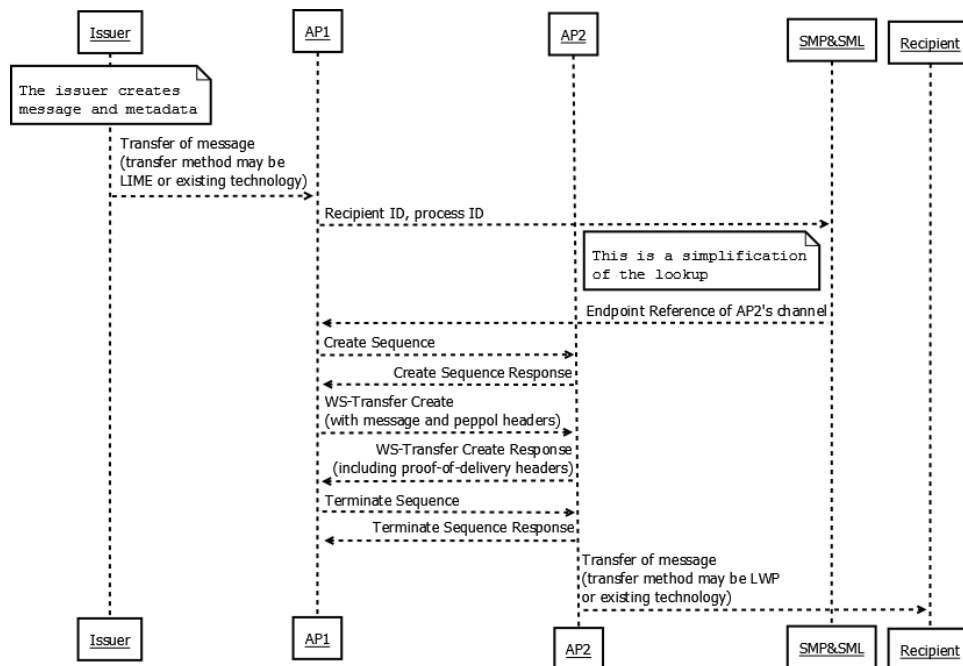 Issuer
AP1
AP2
SMP&SML
Recipient
The issuer creates
message and metadata
Transfer of message
(transfer method may be
LIME or existing technology)
Recipient ID, process ID
This is a simplification
of the lookup
Endpoint Reference of AP2's channel
Create Sequence
Create Sequence Response
WS-Transfer Create
(with message and peppol headers)
WS-Transfer Create Response
(including proof-of-delivery headers)
Terminate Sequence
Terminate Sequence Response
Transfer of message
(transfer method may be LWP
or existing technology)
Issuer
AP1
AP2
SMP&SML
Recipient